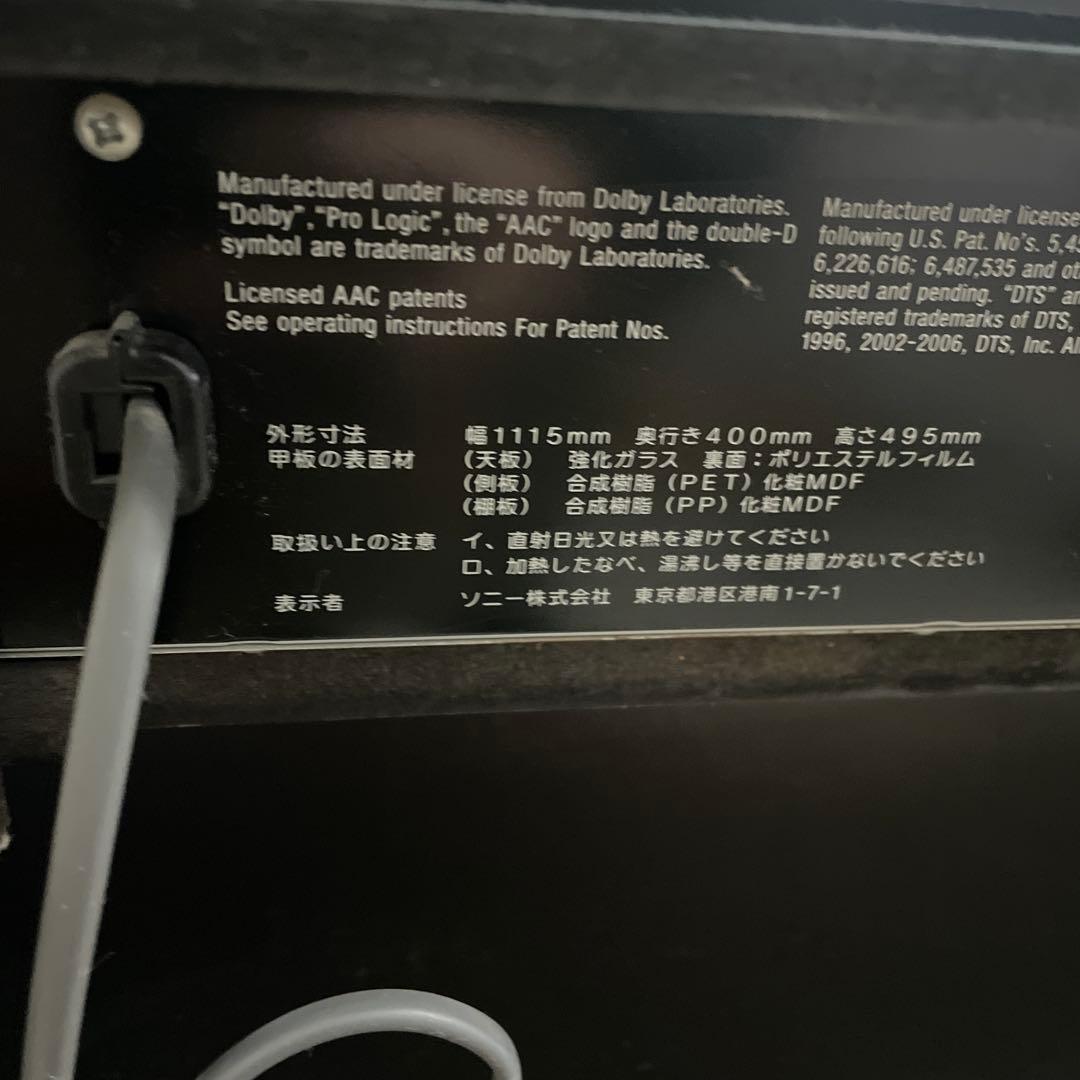 Manufactured under license from Dolby Laboratories.
"Dolby", "Pro Logic", the "AAC" logo and the double-D
symbol are trademarks of Dolby Laboratories.
Licensed AAC patents
See operating instructions For Patent Nos.
Manufactured under license
following U.S. Pat. No's.
6,226,616; 6,487,535 and
issued and pending. "DTS"
registered trademarks of DTS,
1996, 2002-2006, DTS, Inc.
外形寸法 幅1115mm 奥行き400mm 高さ495mm
甲板の表面材 (天板) 強化ガラス 裏面:ポリエステルフィルム
(側板) 合成樹脂(PET)化粧MDF
(棚板) 合成樹脂(PP)化粧MDF
取扱い上の注意 イ、直射日光又は熱を避けてください
ロ、加熱したなべ、湯沸し等を直接置かないでください
表示者 ソニー株式会社 東京都港区港南1-7-1